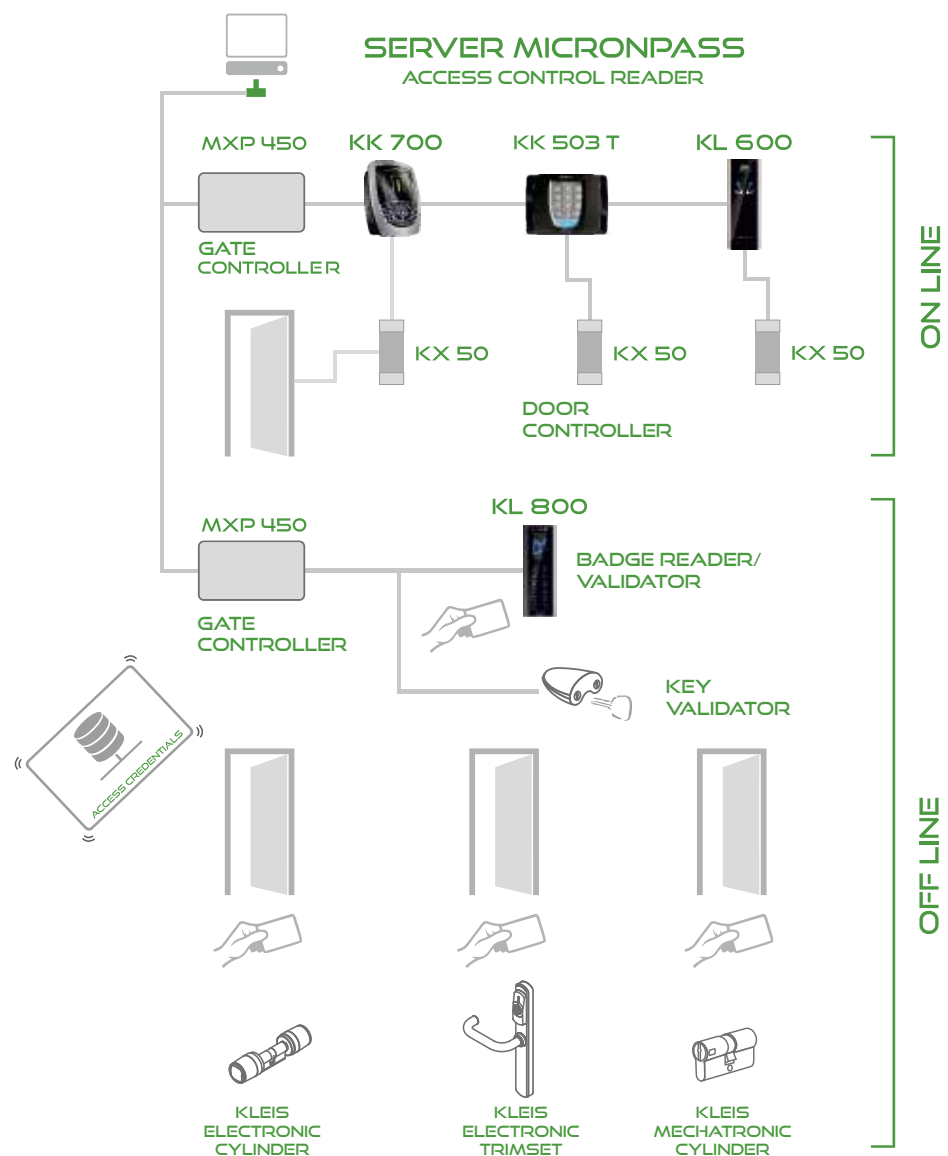 SERVER MICRONPASS
ACCESS CONTROL READER
MXP 450
KK 700
KK 503 T
KL 600
GATE
CONTROLLER
KX 50
KX 50
KX 50
DOOR
CONTROLLER
ON LINE
MXP 450
KL 800
BADGE READER/
VALIDATOR
GATE
CONTROLLER
KEY
VALIDATOR
ACCESS CREDENTIALS
OFF LINE
KLEIS
ELECTRONIC
CYLINDER
KLEIS
ELECTRONIC
TRIMSET
KLEIS
MECHATRONIC
CYLINDER